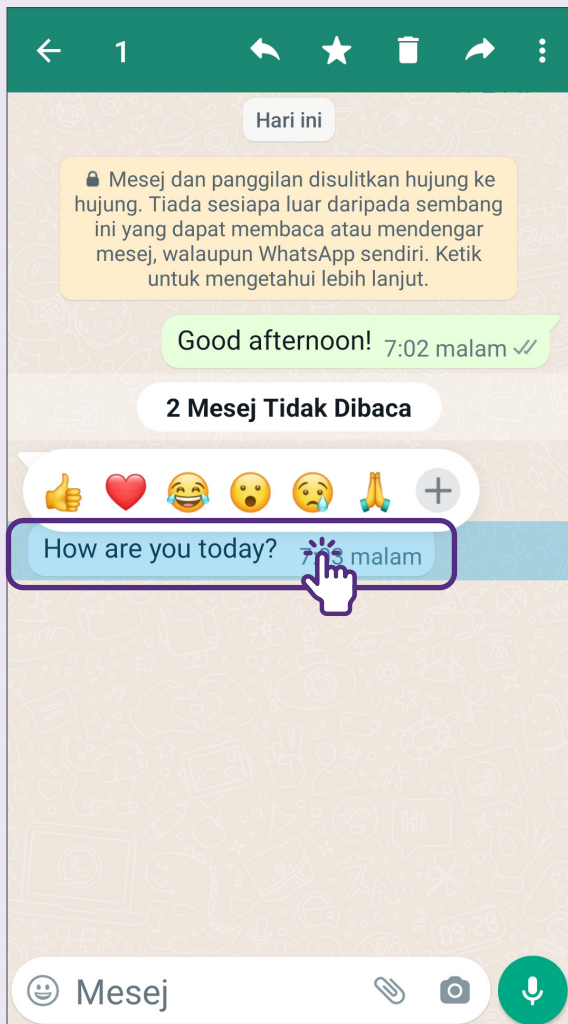 1
Hari ini
Mesej dan panggilan disulitkan hujung ke
hujung. Tiada sesiapa luar daripada sembang
ini yang dapat membaca atau mendengar
mesej, walaupun WhatsApp sendiri. Ketik
untuk mengetahui lebih lanjut.
Good afternoon! 7:02 malam
2 Mesej Tidak Dibaca
How are you today? 7:03 malam
Mesej